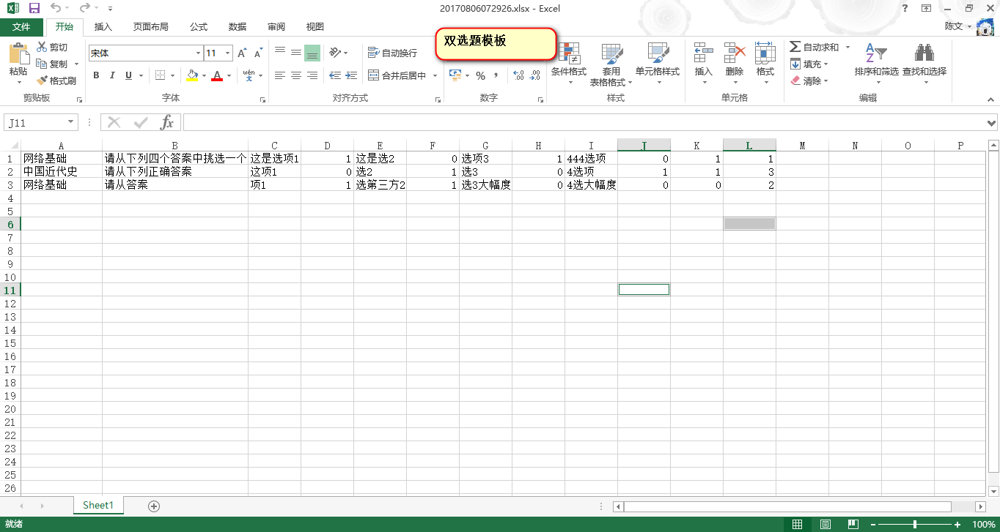 20170806072926.xlsx - Excel
文件 开始 插入 页面布局 公式 数据 审阅 视图 陈文
双选题模板
粘贴 剪切 复制 格式刷 剪贴板
宋体 11 A A B I U A wén 文 字体
自动换行 合并后居中 对齐方式
% , .0 .00 .00 .0 数字
条件格式 套用表格格式 单元格样式 样式
插入 删除 格式 单元格
自动求和 填充 清除 排序和筛选 查找和选择 编辑
J11 fx
A B C D E F G H I J K L M N O P
1 网络基础 请从下列四个答案中挑选一个 这是选项1 1 这是选2 0 选项3 1 444选项 0 1 1
2 中国近代史 请从下列正确答案 这项1 0 选2 1 选3 0 4选项 1 1 3
3 网络基础 请从答案 项1 1 选第三方2 1 选3大幅度 0 4选大幅度 0 0 2
4
5
6
7
8
9
10
11
12
13
14
15
16
17
18
19
20
21
22
23
24
25
26
Sheet1
就绪 100%